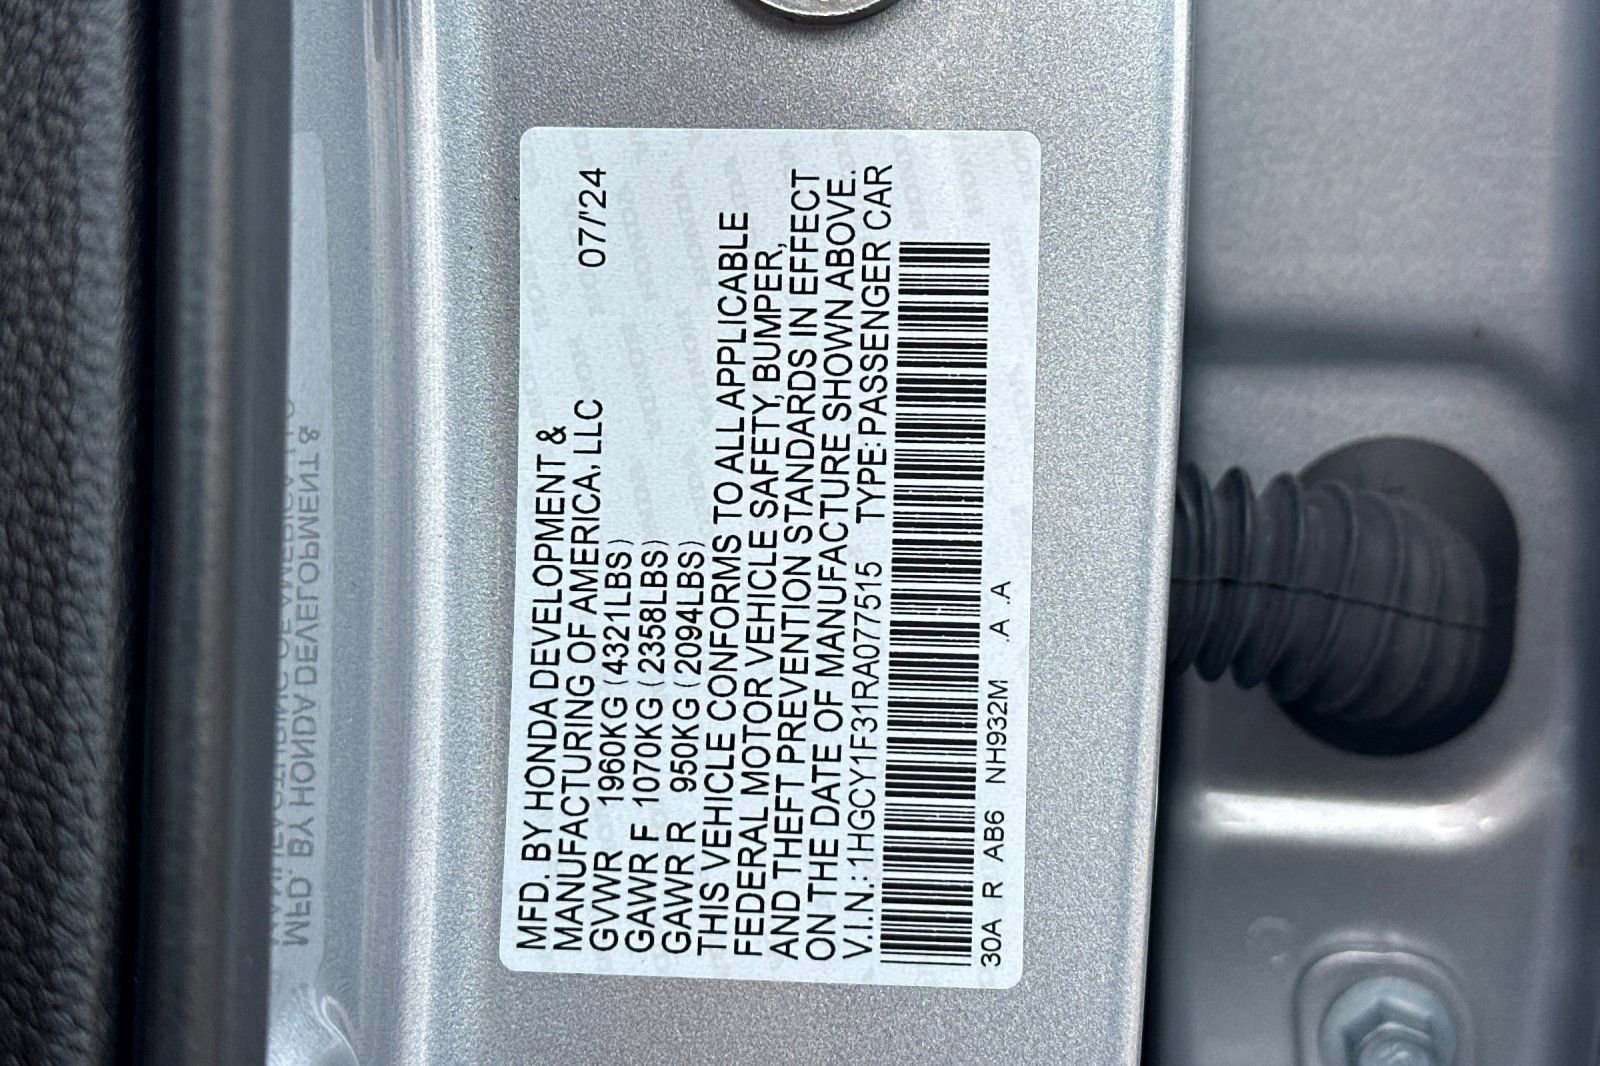 MFD. BY HONDA DEVELOPMENT &
MANUFACTURING OF AMERICA, LLC 07/'24
GVWR 1960KG (4321LBS)
GAWR F 1070KG (2358LBS)
GAWR R 950KG (2094LBS)
THIS VEHICLE CONFORMS TO ALL APPLICABLE
FEDERAL MOTOR VEHICLE SAFETY, BUMPER,
AND THEFT PREVENTION STANDARDS IN EFFECT
ON THE DATE OF MANUFACTURE SHOWN ABOVE.
V.I.N.: 1HGCY1F31RA077515 TYPE: PASSENGER CAR
30A R AB6 NH932M .A .A